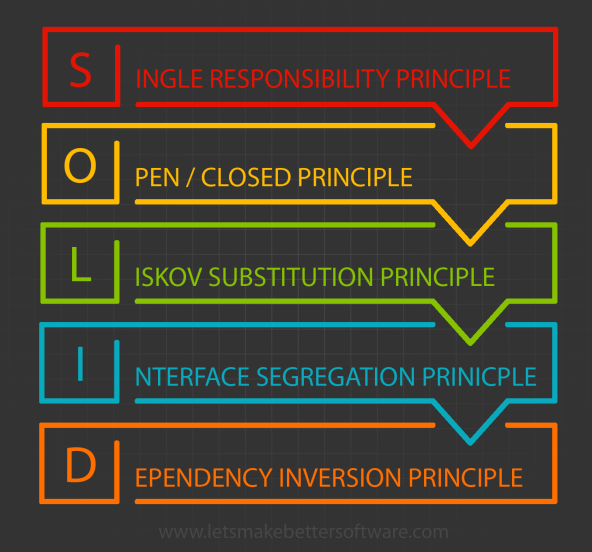 S INGLE RESPONSIBILITY PRINCIPLE
O PEN / CLOSED PRINCIPLE
L ISKOV SUBSTITUTION PRINCIPLE
I NTERFACE SEGREGATION PRINICPLE
D EPENDENCY INVERSION PRINCIPLE
www.letsmakebettersoftware.com